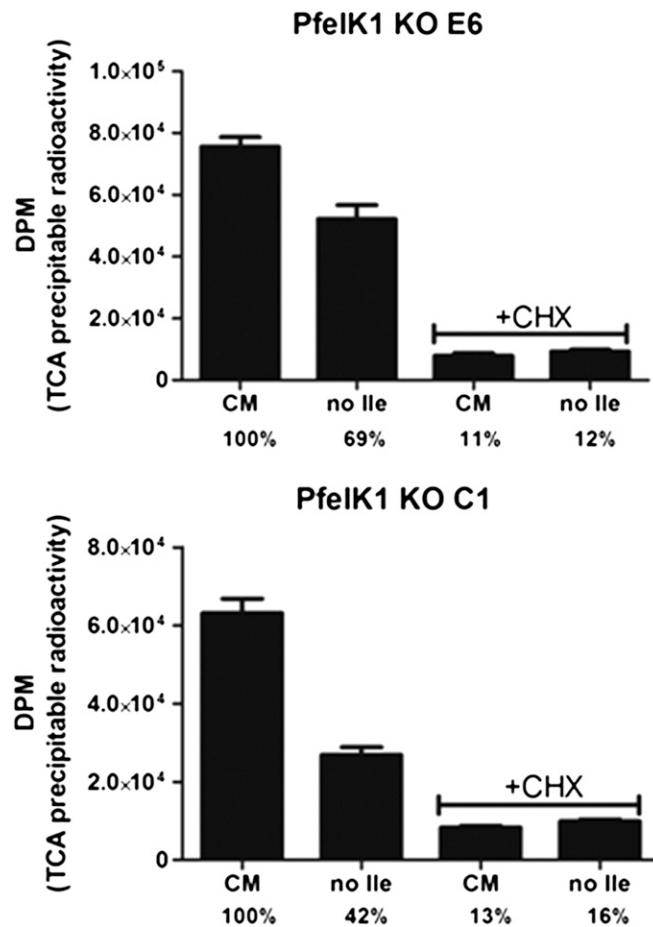 PfeIK1 KO E6
DPM
(TCA precipitable radioactivity)
1.0×10⁵
8.0×10⁴
6.0×10⁴
4.0×10⁴
2.0×10⁴
0
+CHX
CM no Ile CM no Ile
100% 69% 11% 12%
PfeIK1 KO C1
DPM
(TCA precipitable radioactivity)
8.0×10⁴
6.0×10⁴
4.0×10⁴
2.0×10⁴
0
+CHX
CM no Ile CM no Ile
100% 42% 13% 16%